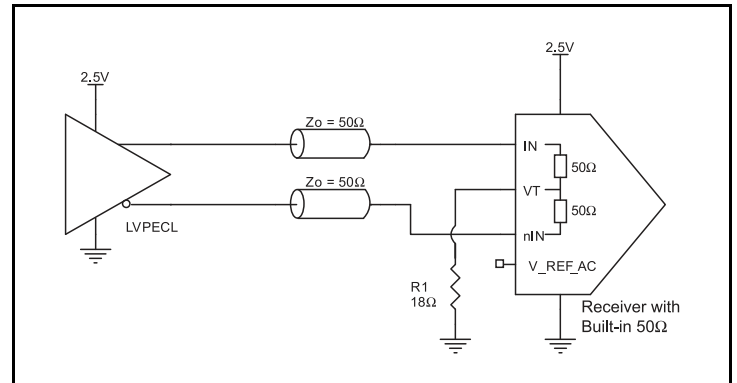 2.5V
2.5V
Zo = 50Ω
IN
50Ω
Zo = 50Ω
VT
50Ω
LVPECL
nIN
V_REF_AC
R1
18Ω
Receiver with
Built-in 50Ω